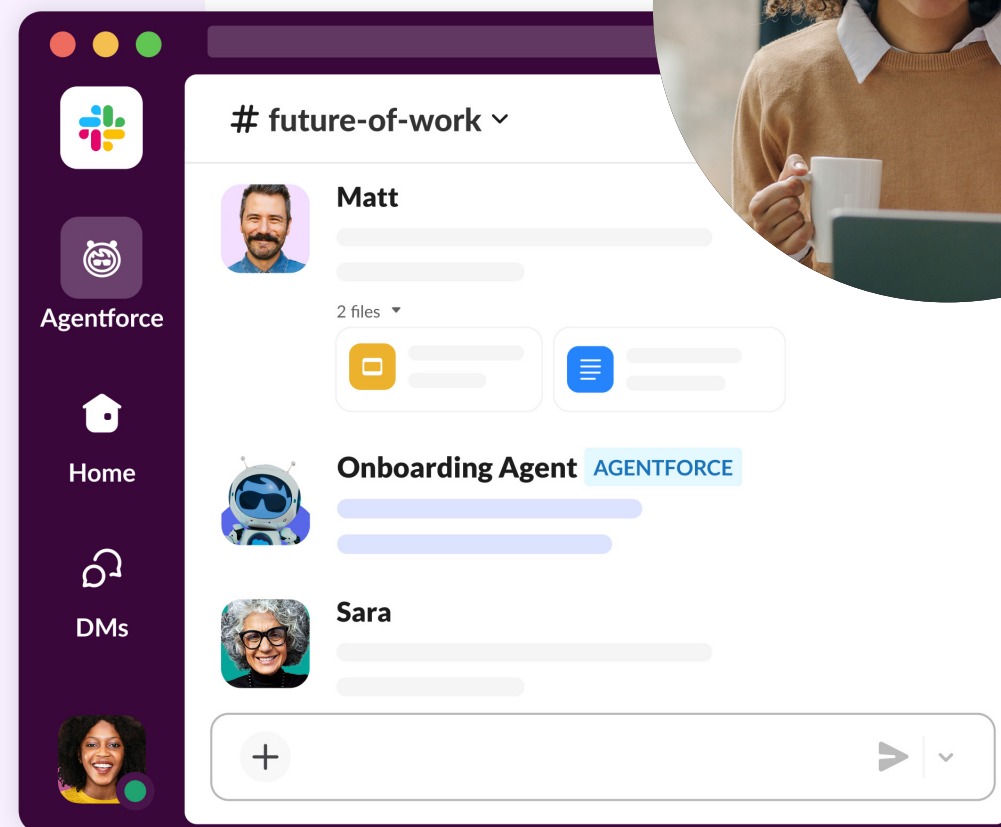 # future-of-work
Matt
2 files
Agentforce
Onboarding Agent AGENTFORCE
Home
Sara
DMs